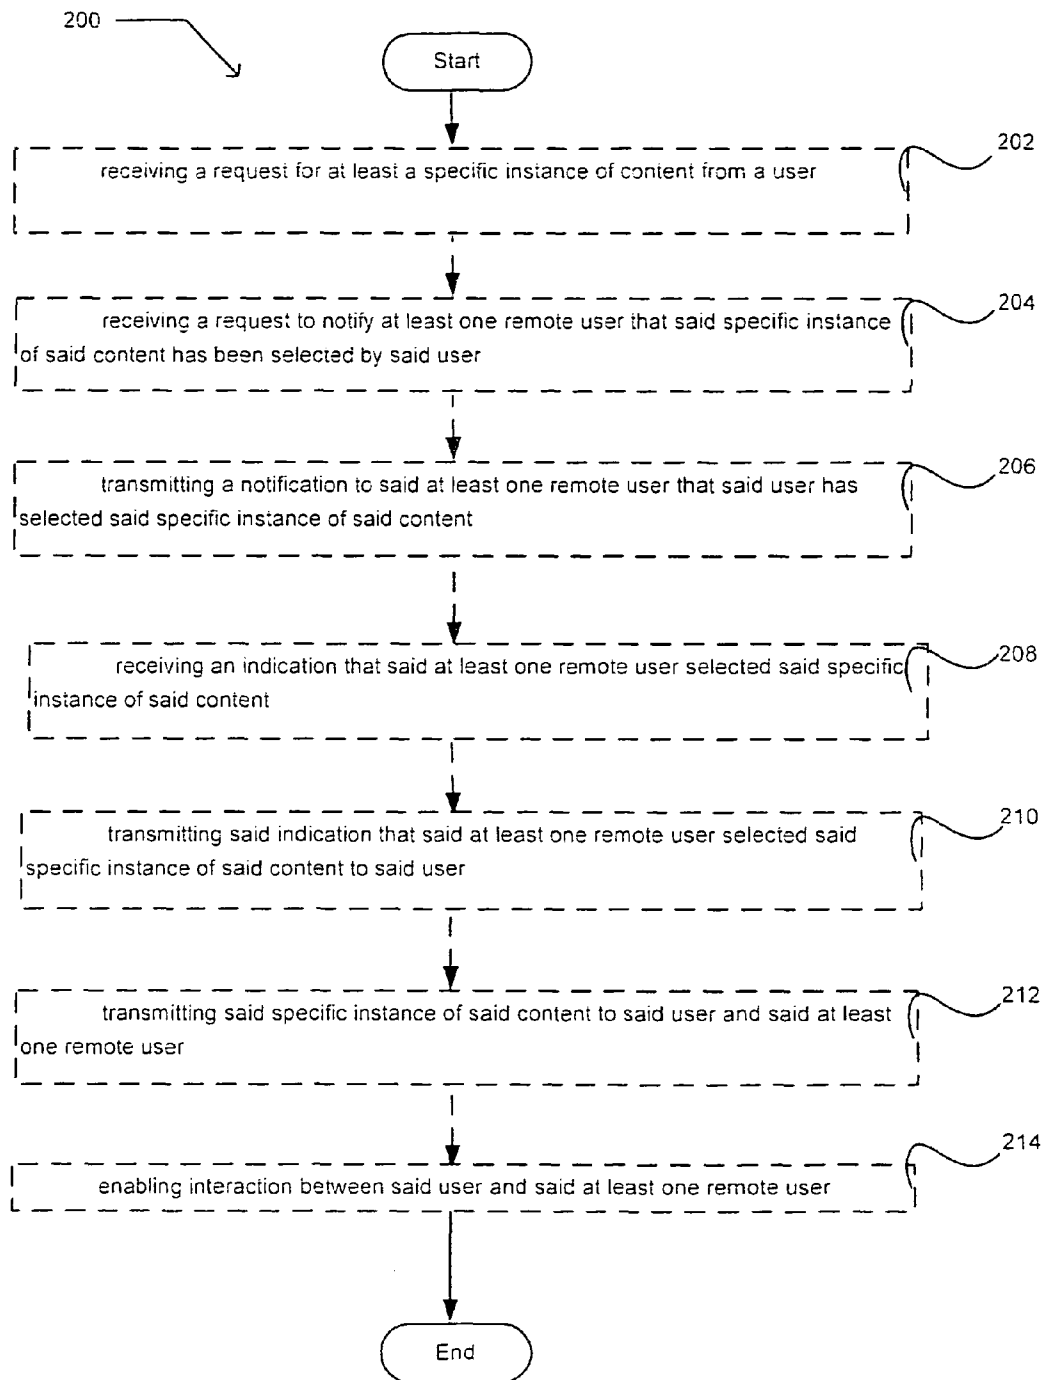 200
Start
receiving a request for at least a specific instance of content from a user
202
receiving a request to notify at least one remote user that said specific instance
of said content has been selected by said user
204
transmitting a notification to said at least one remote user that said user has
selected said specific instance of said content
206
receiving an indication that said at least one remote user selected said specific
instance of said content
208
transmitting said indication that said at least one remote user selected said
specific instance of said content to said user
210
transmitting said specific instance of said content to said user and said at least
one remote user
212
enabling interaction between said user and said at least one remote user
214
End